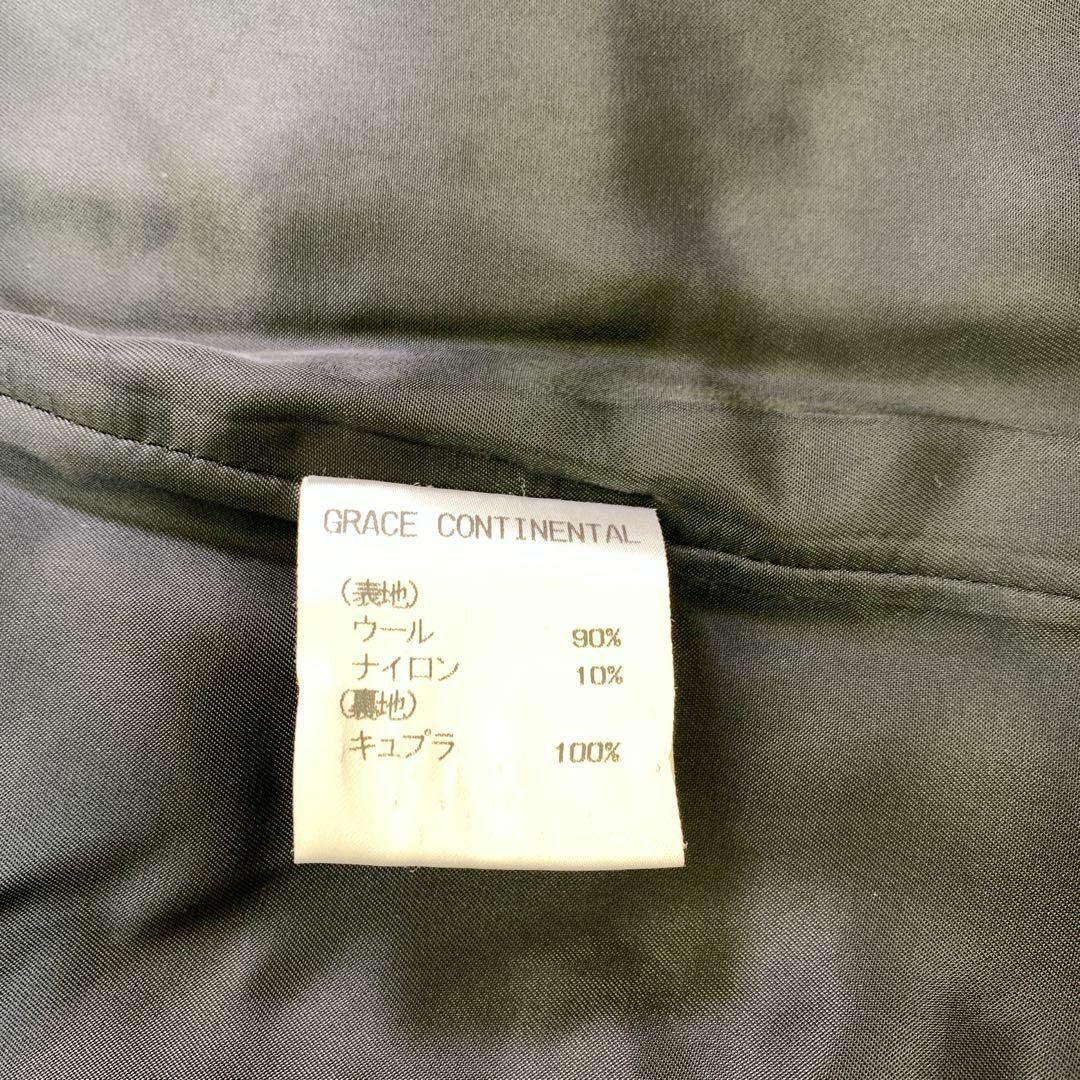 GRACE CONTINENTAL
(表地)
ウール 90%
ナイロン 10%
(裏地)
キュプラ 100%